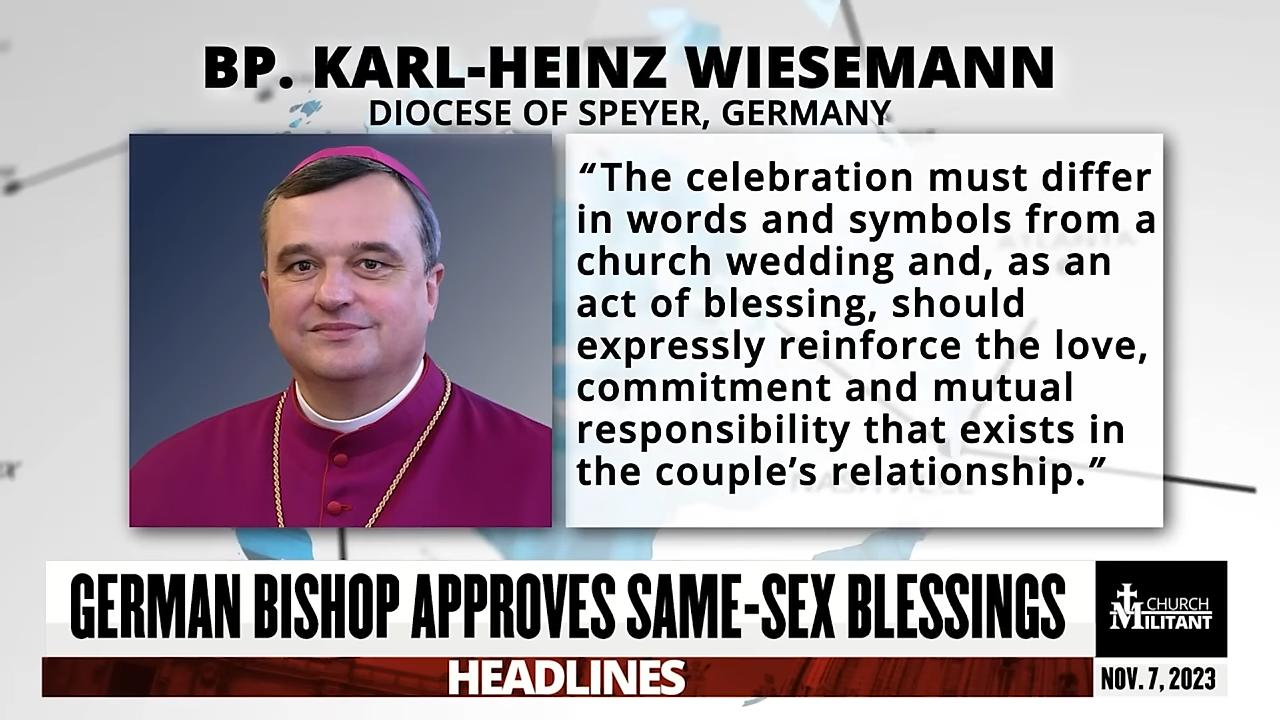 BP. KARL-HEINZ WIESEMANN
DIOCESE OF SPEYER, GERMANY
“The celebration must differ
in words and symbols from a
church wedding and, as an
act of blessing, should
expressly reinforce the love,
commitment and mutual
responsibility that exists in
the couple’s relationship.”
GERMAN BISHOP APPROVES SAME-SEX BLESSINGS
CHURCH
MILITANT
HEADLINES
NOV. 7, 2023